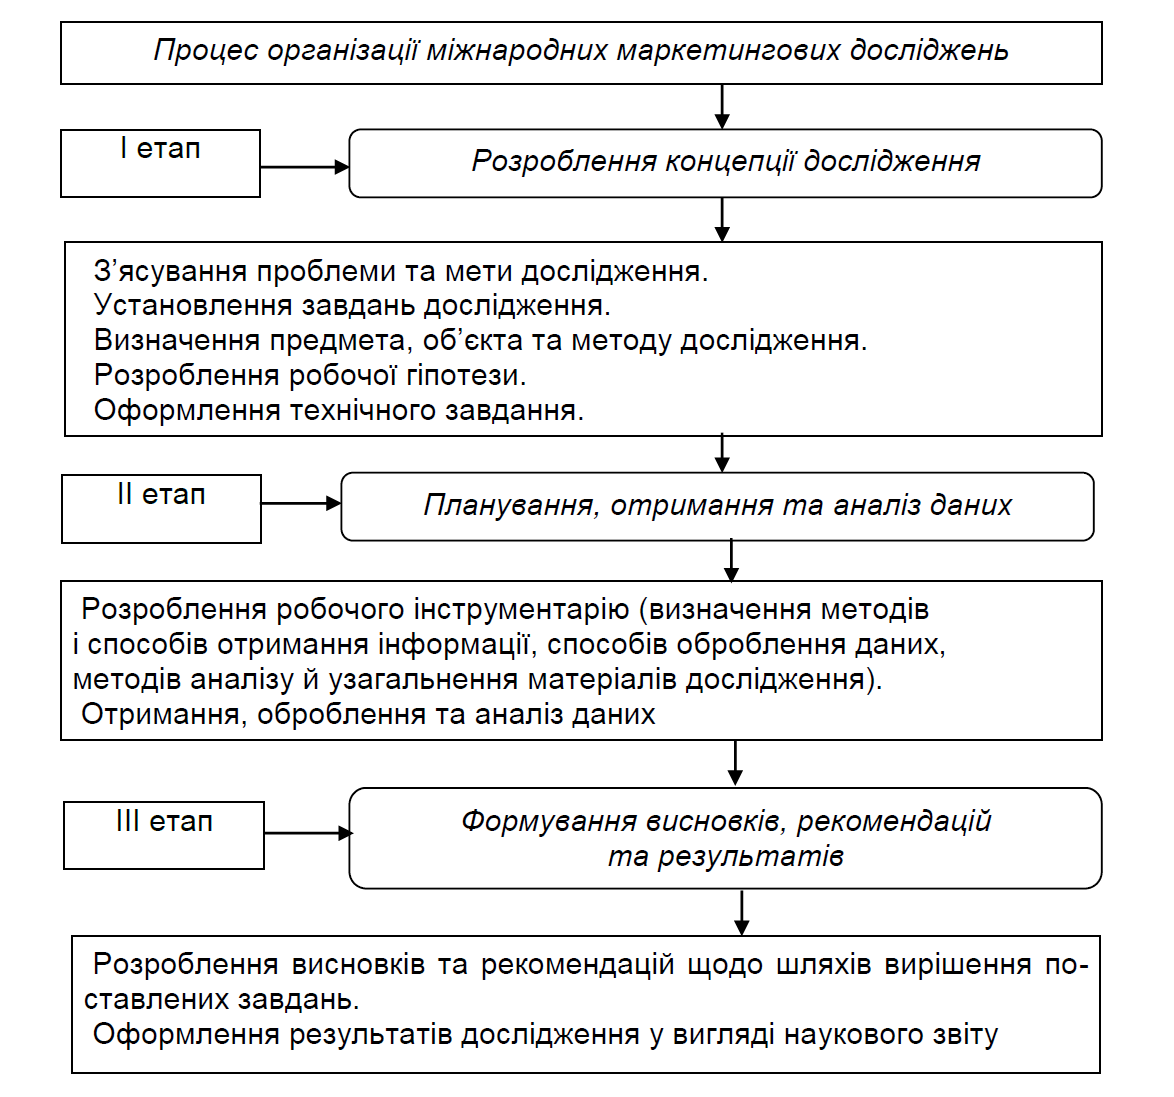 Процес організації міжнародних маркетингових досліджень
І етап
Розроблення концепції дослідження
З’ясування проблеми та мети дослідження.
Установлення завдань дослідження.
Визначення предмета, об’єкта та методу дослідження.
Розроблення робочої гіпотези.
Оформлення технічного завдання.
ІІ етап
Планування, отримання та аналіз даних
Розроблення робочого інструментарію (визначення методів
і способів отримання інформації, способів оброблення даних,
методів аналізу й узагальнення матеріалів дослідження).
Отримання, оброблення та аналіз даних
ІІІ етап
Формування висновків, рекомендацій
та результатів
Розроблення висновків та рекомендацій щодо шляхів вирішення по-
ставлених завдань.
Оформлення результатів дослідження у вигляді наукового звіту